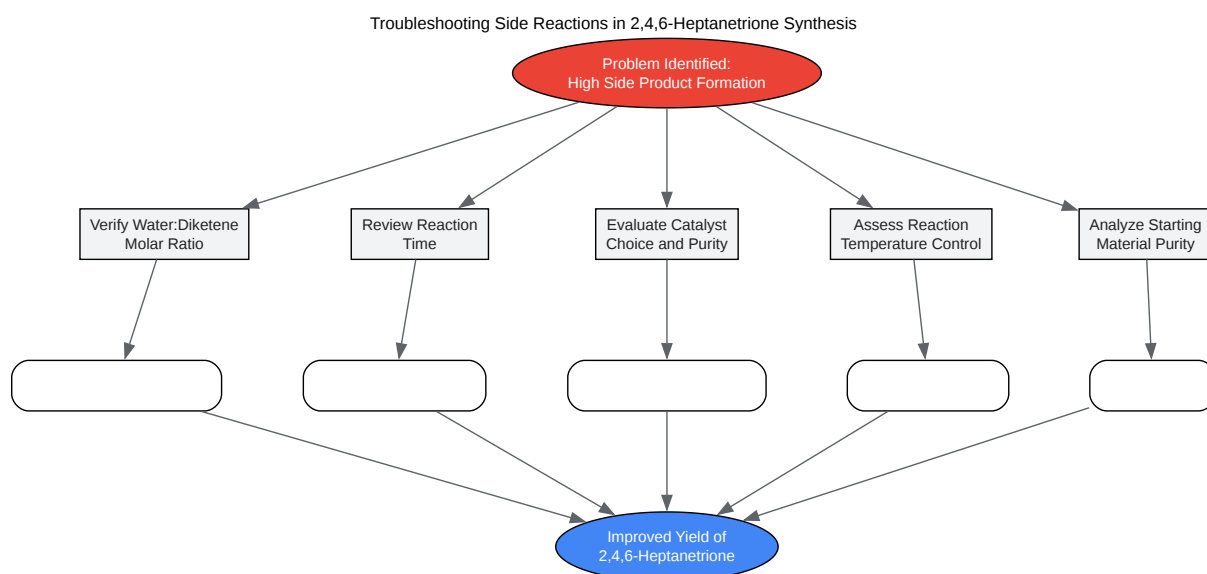 Troubleshooting Side Reactions in 2,4,6-Heptanetrione Synthesis
Problem Identified:
High Side Product Formation
Verify Water:Diketene
Molar Ratio
Review Reaction
Time
Evaluate Catalyst
Choice and Purity
Assess Reaction
Temperature Control
Analyze Starting
Material Purity
Improved Yield of
2,4,6-Heptanetrione